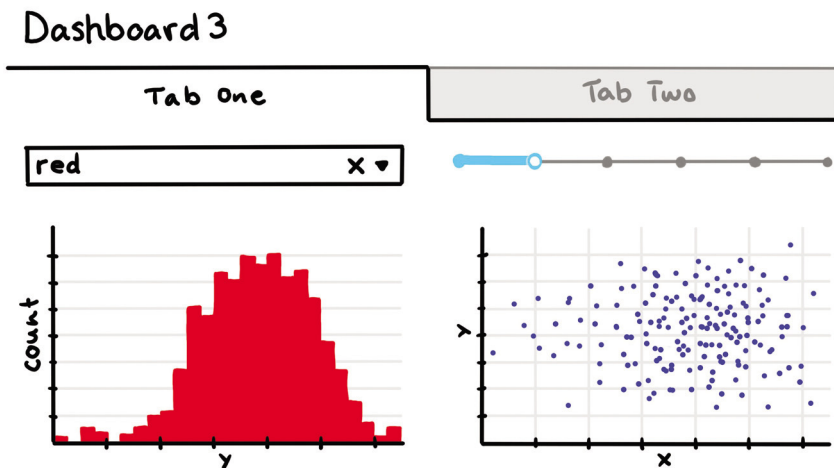 Dashboard 3
Tab One
Tab Two
red X
count
y
y
x